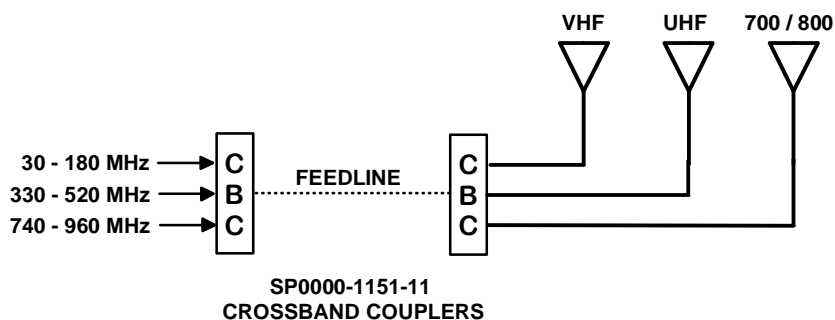 VHF UHF 700 / 800
30 - 180 MHz C FEEDLINE C
330 - 520 MHz B B
740 - 960 MHz C C
SP0000-1151-11
CROSSBAND COUPLERS